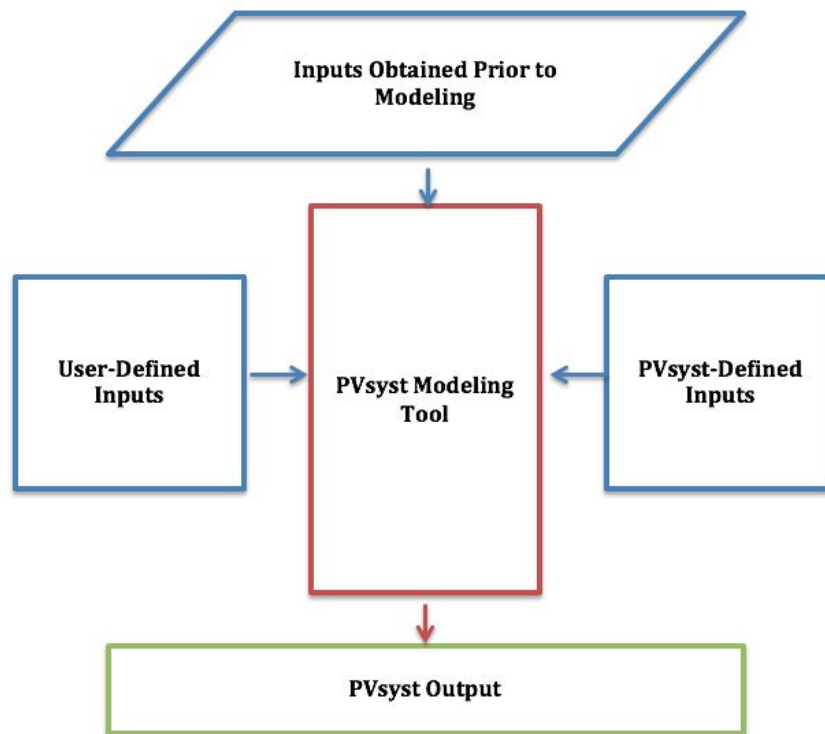 Inputs Obtained Prior to
Modeling
User-Defined
Inputs
PVsyst Modeling
Tool
PVsyst-Defined
Inputs
PVsyst Output